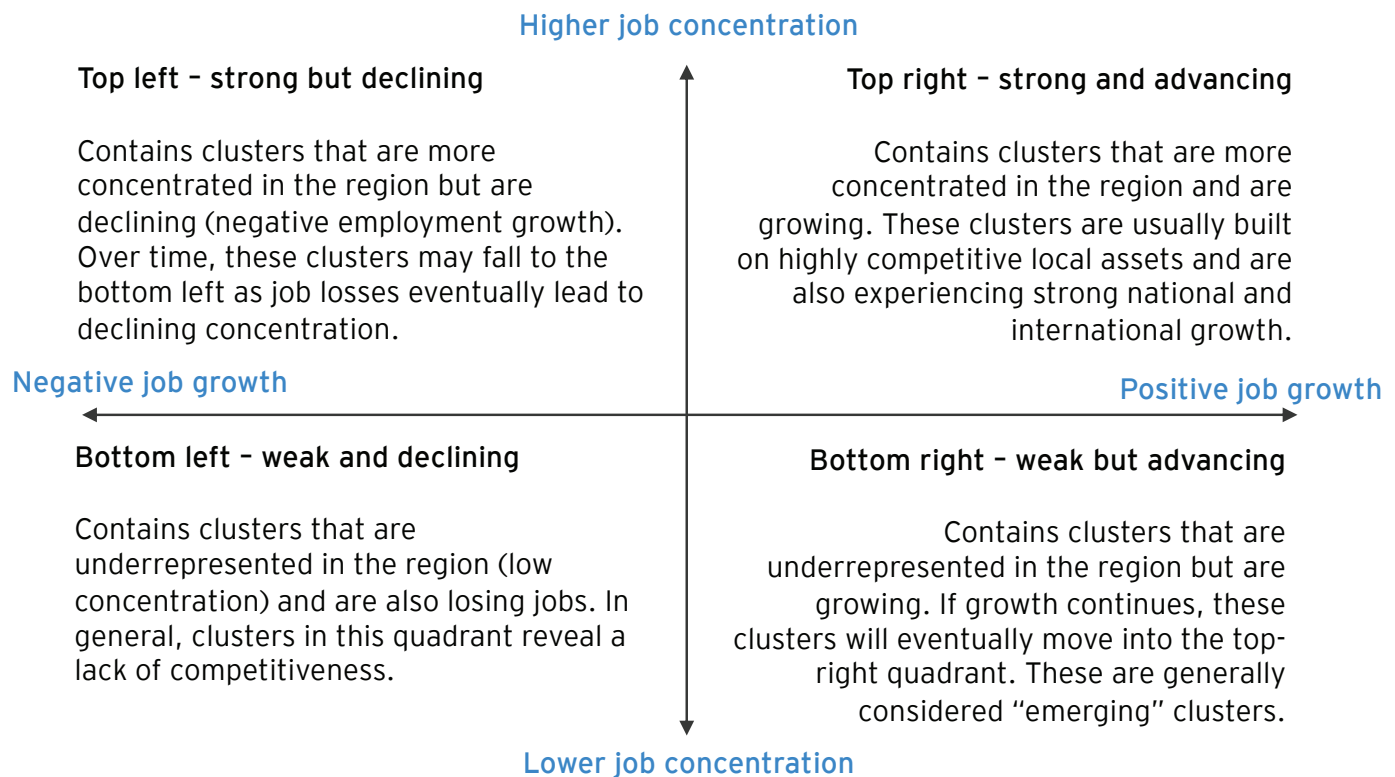 Higher job concentration
Top left – strong but declining
Contains clusters that are more
concentrated in the region but are
declining (negative employment growth).
Over time, these clusters may fall to the
bottom left as job losses eventually lead to
declining concentration.
Top right – strong and advancing
Contains clusters that are more
concentrated in the region and are
growing. These clusters are usually built
on highly competitive local assets and are
also experiencing strong national and
international growth.
Negative job growth
Positive job growth
Bottom left – weak and declining
Contains clusters that are
underrepresented in the region (low
concentration) and are also losing jobs. In
general, clusters in this quadrant reveal a
lack of competitiveness.
Bottom right – weak but advancing
Contains clusters that are
underrepresented in the region but are
growing. If growth continues, these
clusters will eventually move into the top-
right quadrant. These are generally
considered “emerging” clusters.
Lower job concentration